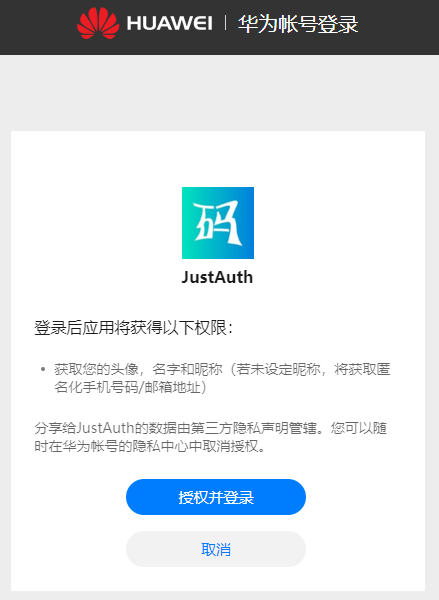 HUAWEI | 华为帐号登录
码
JustAuth
登录后应用将获得以下权限：
• 获取您的头像，名字和昵称（若未设定昵称，将获取匿
名化手机号码/邮箱地址）
分享给JustAuth的数据由第三方隐私声明管辖。您可以随
时在华为帐号的隐私中心中取消授权。
授权并登录
取消